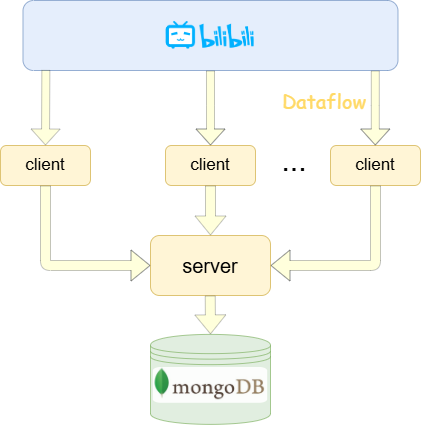 bilibili
Dataflow
client
client
...
client
server
mongoDB